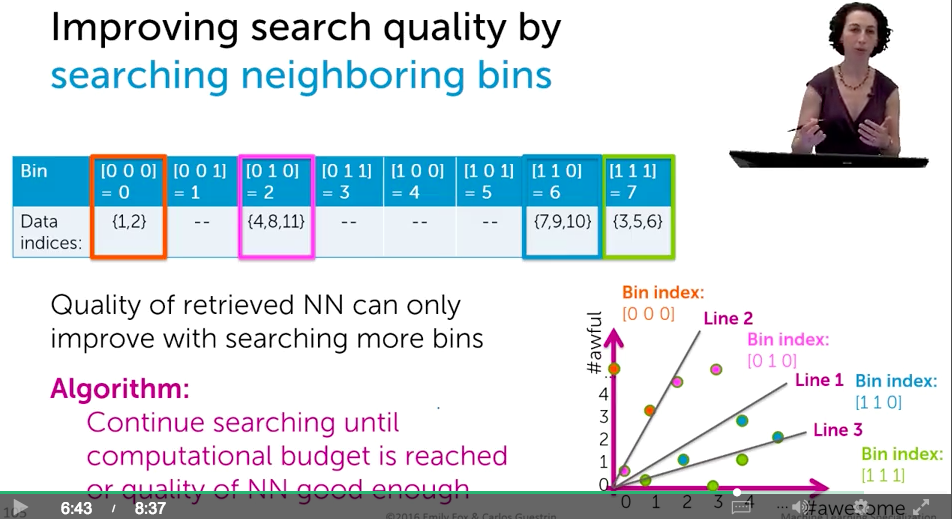 Improving search quality by
searching neighboring bins
Bin [0 0 0] = 0 [0 0 1] = 1 [0 1 0] = 2 [0 1 1] = 3 [1 0 0] = 4 [1 0 1] = 5 [1 1 0] = 6 [1 1 1] = 7
Data indices: {1,2} -- {4,8,11} -- -- -- {7,9,10} {3,5,6}
Quality of retrieved NN can only
improve with searching more bins
Algorithm:
Continue searching until
computational budget is reached
or quality of NN good enough
Bin index:
[0 0 0]
Line 2
Bin index:
[0 1 0]
Line 1
Bin index:
[1 1 0]
Line 3
Bin index:
[1 1 1]
#awful
...
4
3
2
1
0
0 1 2 3 4 ...
#awesome
6:43 / 8:37
©2016 Emily Fox & Carlos Guestrin
Machine Learning Specialization